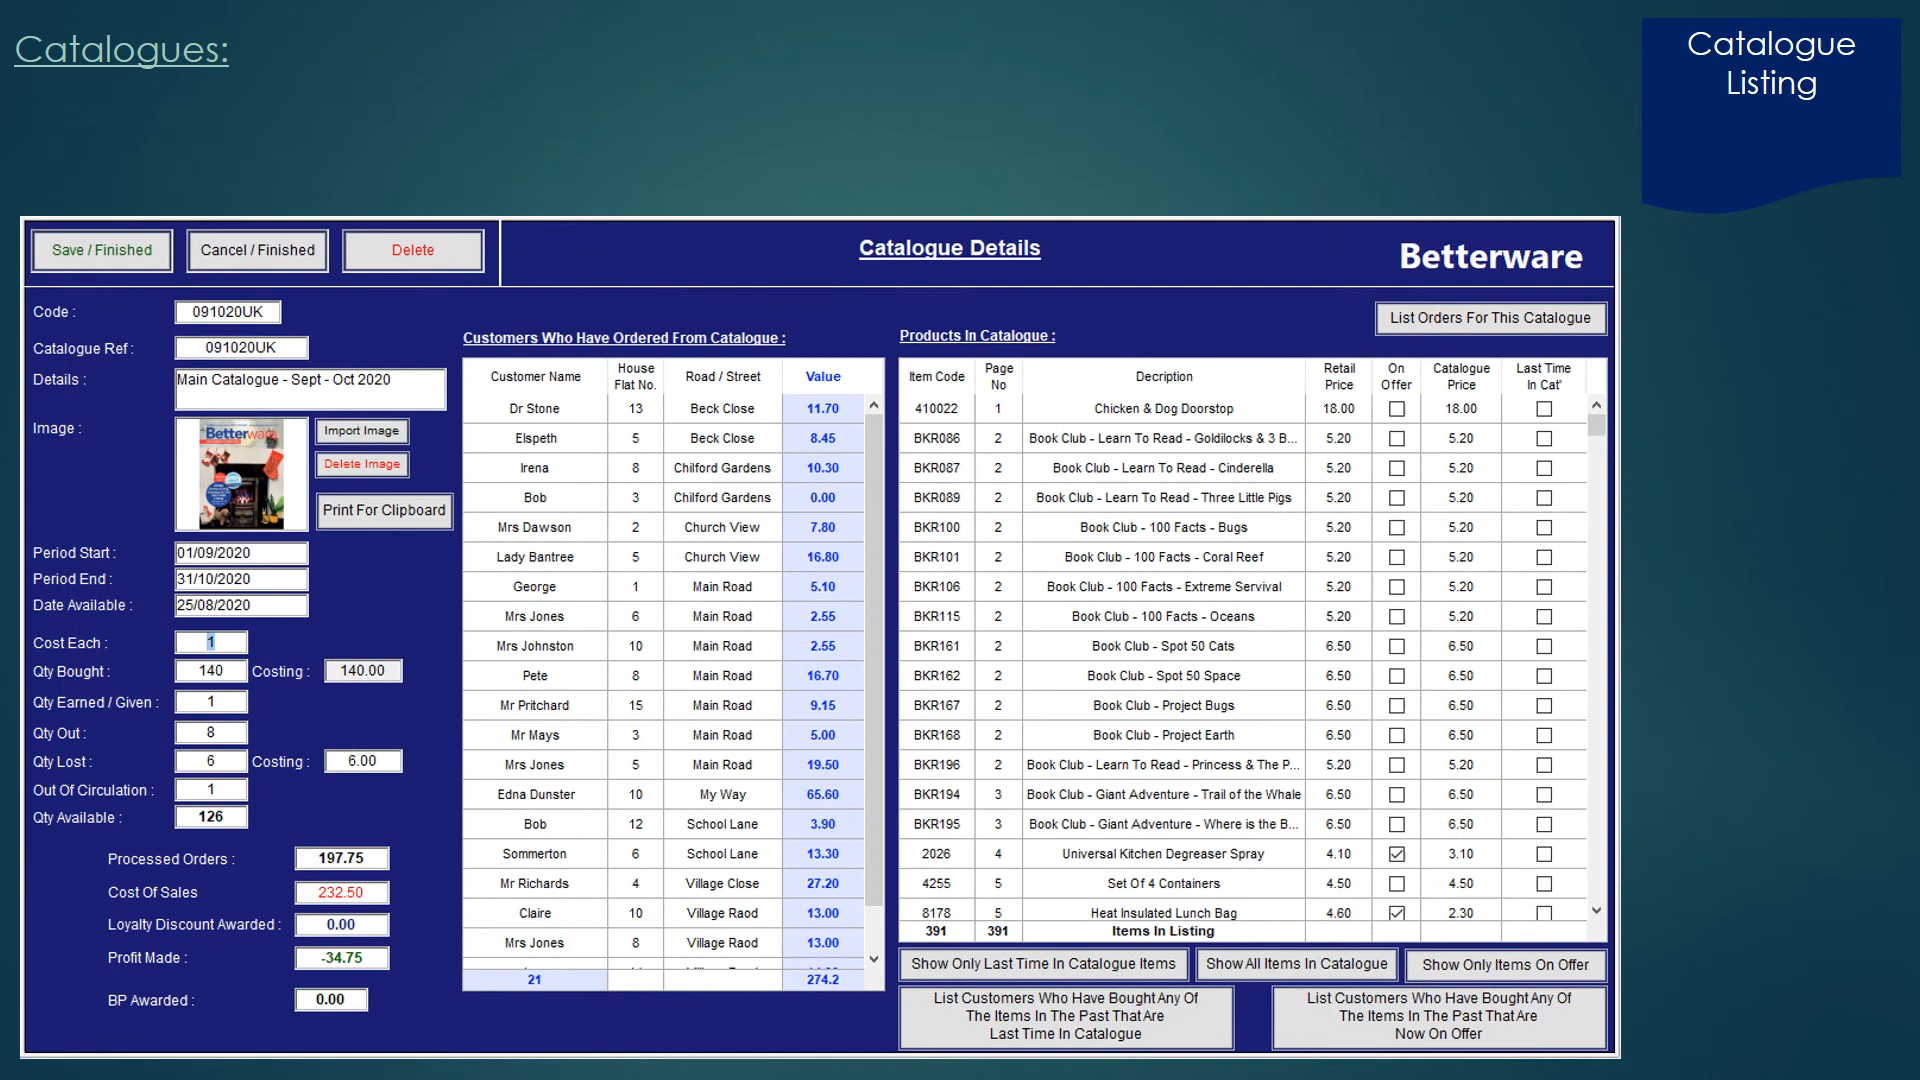 Catalogues:
Catalogue
Listing
Save / Finished
Cancel / Finished
Delete
Catalogue Details
Betterware
Code : 091020UK
Catalogue Ref : 091020UK
Details : Main Catalogue - Sept - Oct 2020
Image :
Betterware
Import Image
Delete Image
Print For Clipboard
Period Start : 01/09/2020
Period End : 31/10/2020
Date Available : 25/08/2020
Cost Each : 1
Qty Bought : 140 Costing : 140.00
Qty Earned / Given : 1
Qty Out : 8
Qty Lost : 6 Costing : 6.00
Out Of Circulation : 1
Qty Available : 126
Processed Orders : 197.75
Cost Of Sales 232.50
Loyalty Discount Awarded : 0.00
Profit Made : -34.75
BP Awarded : 0.00
Customers Who Have Ordered From Catalogue :
Customer Name House Flat No. Road / Street Value
Dr Stone 13 Beck Close 11.70
Elspeth 5 Beck Close 8.45
Irena 8 Chilford Gardens 10.30
Bob 3 Chilford Gardens 0.00
Mrs Dawson 2 Church View 7.80
Lady Bantree 5 Church View 16.80
George 1 Main Road 5.10
Mrs Jones 6 Main Road 2.55
Mrs Johnston 10 Main Road 2.55
Pete 8 Main Road 16.70
Mr Pritchard 15 Main Road 9.15
Mr Mays 3 Main Road 5.00
Mrs Jones 5 Main Road 19.50
Edna Dunster 10 My Way 65.60
Bob 12 School Lane 3.90
Sommerton 6 School Lane 13.30
Mr Richards 4 Village Close 27.20
Claire 10 Village Raod 13.00
Mrs Jones 8 Village Raod 13.00
21 274.2
List Orders For This Catalogue
Products In Catalogue :
Item Code Page No Decription Retail Price On Offer Catalogue Price Last Time In Cat'
410022 1 Chicken & Dog Doorstop 18.00 18.00
BKR086 2 Book Club - Learn To Read - Goldilocks & 3 B... 5.20 5.20
BKR087 2 Book Club - Learn To Read - Cinderella 5.20 5.20
BKR089 2 Book Club - Learn To Read - Three Little Pigs 5.20 5.20
BKR100 2 Book Club - 100 Facts - Bugs 5.20 5.20
BKR101 2 Book Club - 100 Facts - Coral Reef 5.20 5.20
BKR106 2 Book Club - 100 Facts - Extreme Servival 5.20 5.20
BKR115 2 Book Club - 100 Facts - Oceans 5.20 5.20
BKR161 2 Book Club - Spot 50 Cats 6.50 6.50
BKR162 2 Book Club - Spot 50 Space 6.50 6.50
BKR167 2 Book Club - Project Bugs 6.50 6.50
BKR168 2 Book Club - Project Earth 6.50 6.50
BKR196 2 Book Club - Learn To Read - Princess & The P... 5.20 5.20
BKR194 3 Book Club - Giant Adventure - Trail of the Whale 6.50 6.50
BKR195 3 Book Club - Giant Adventure - Where is the B... 6.50 6.50
2026 4 Universal Kitchen Degreaser Spray 4.10 3.10
4255 5 Set Of 4 Containers 4.50 4.50
8178 5 Heat Insulated Lunch Bag 4.60 2.30
391 391 Items In Listing
Show Only Last Time In Catalogue Items
Show All Items In Catalogue
Show Only Items On Offer
List Customers Who Have Bought Any Of
The Items In The Past That Are
Last Time In Catalogue
List Customers Who Have Bought Any Of
The Items In The Past That Are
Now On Offer